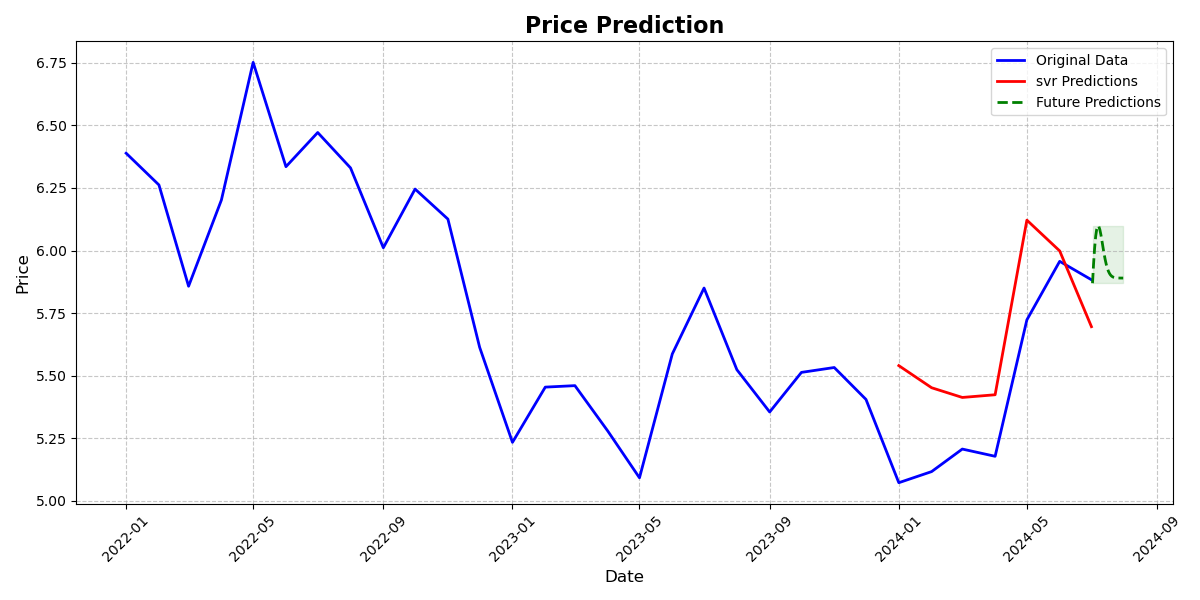 Price Prediction
Original Data
svr Predictions
Future Predictions
Price
6.75
6.50
6.25
6.00
5.75
5.50
5.25
5.00
2022-01
2022-05
2022-09
2023-01
2023-05
2023-09
2024-01
2024-05
2024-09
Date